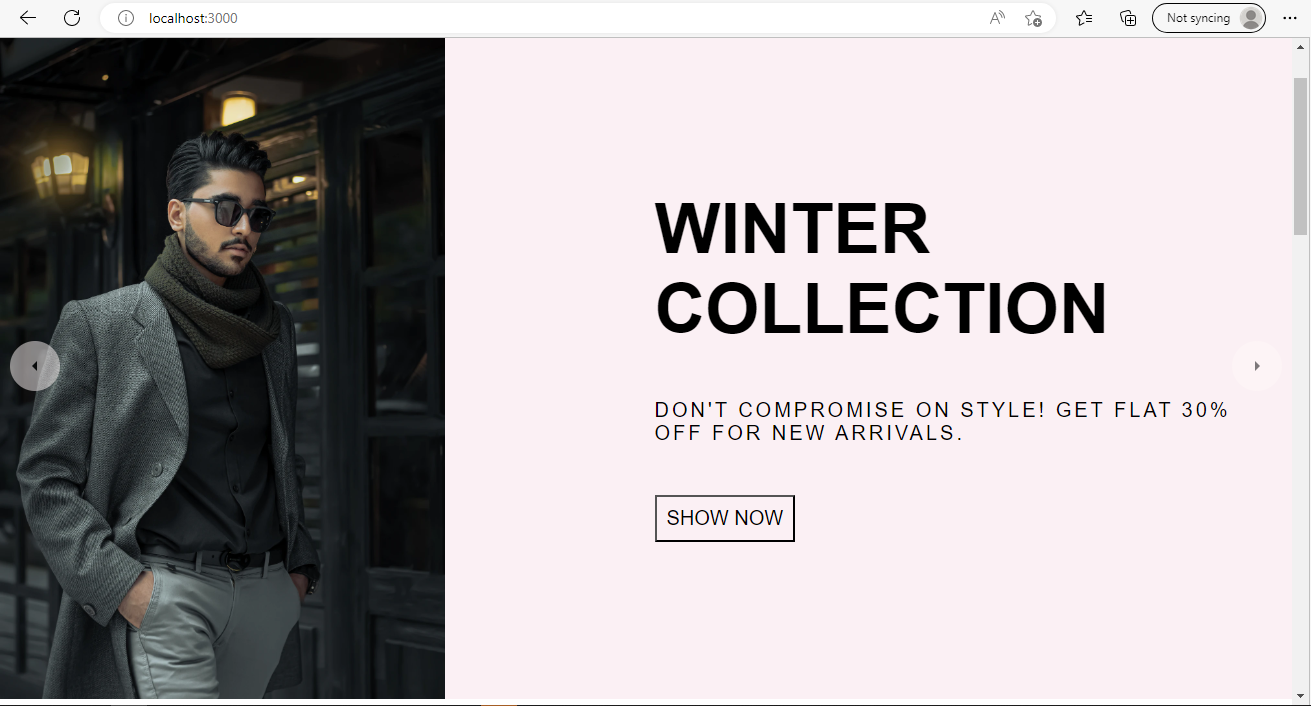 localhost:3000
Not syncing
WINTER
COLLECTION
DON'T COMPROMISE ON STYLE! GET FLAT 30%
OFF FOR NEW ARRIVALS.
SHOW NOW